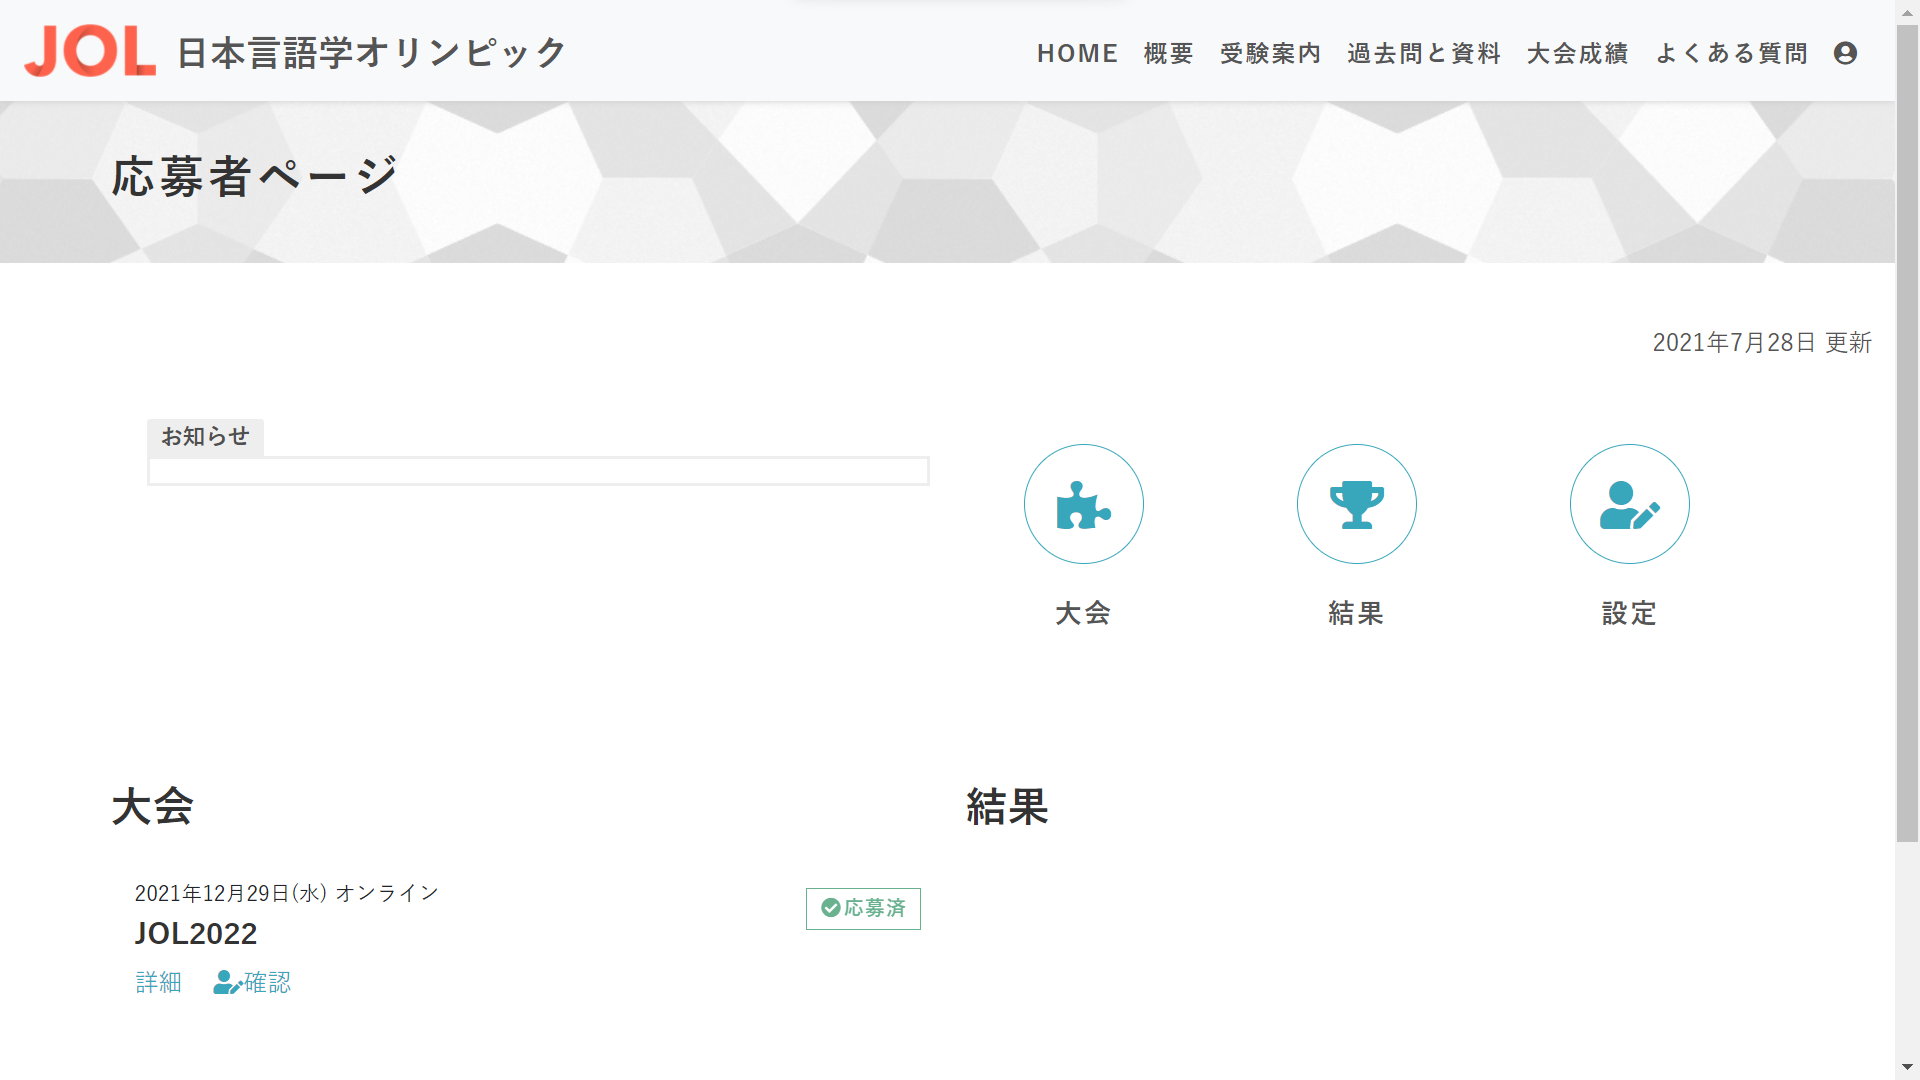 JOL 日本言語学オリンピック
HOME 概要 受験案内 過去問と資料 大会成績 よくある質問
応募者ページ
2021年7月28日 更新
お知らせ
大会 結果 設定
大会
2021年12月29日(水) オンライン
JOL2022
応募済
詳細 確認
結果